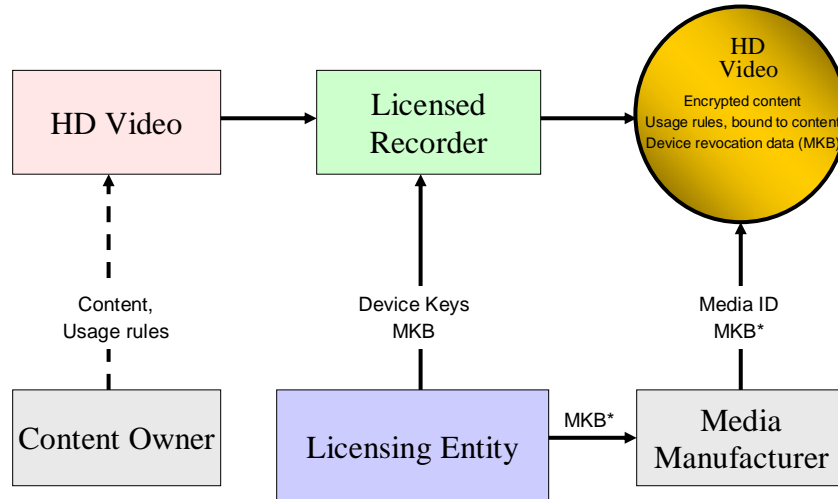 HD
Video
Encrypted content
Usage rules, bound to content
Device revocation data (MKB)
HD Video
Licensed
Recorder
Content,
Usage rules
Device Keys
MKB
Media ID
MKB*
Content Owner
Licensing Entity
MKB*
Media
Manufacturer